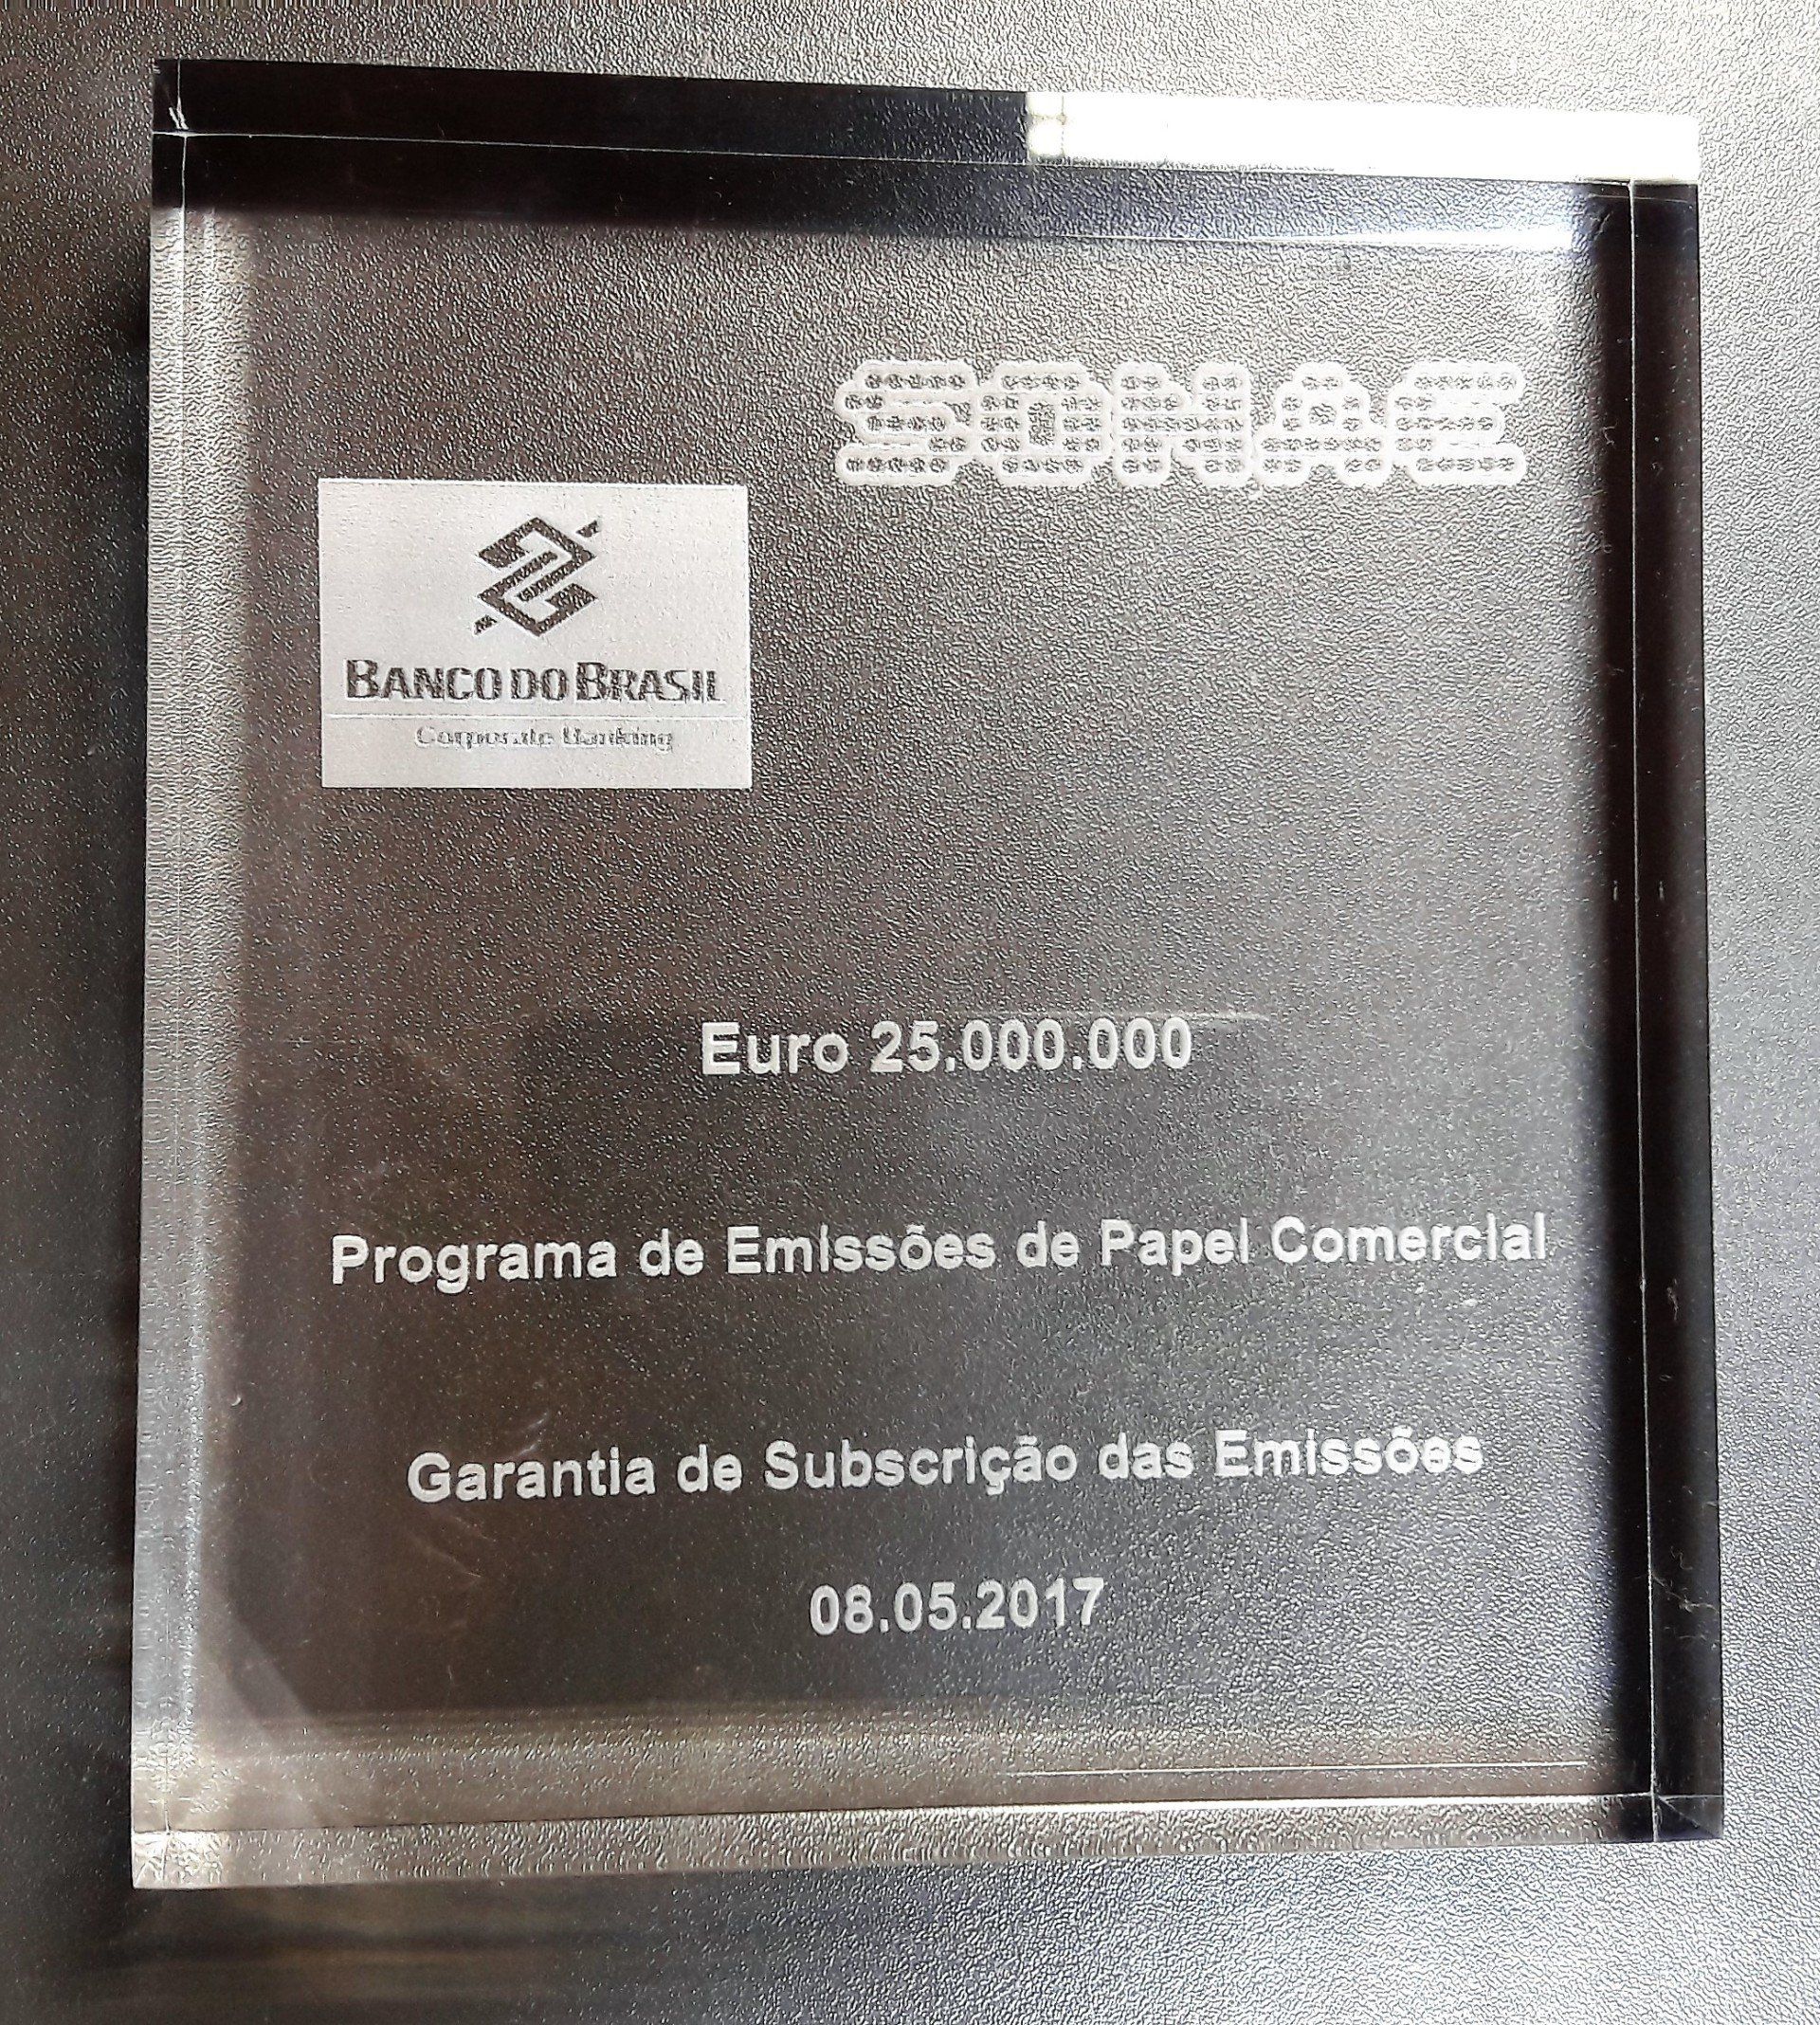 SONAE
BANCO DO BRASIL
Corporate Banking
Euro 25.000.000
Programa de Emissões de Papel Comercial
Garantia de Subscrição das Emissões
08.05.2017